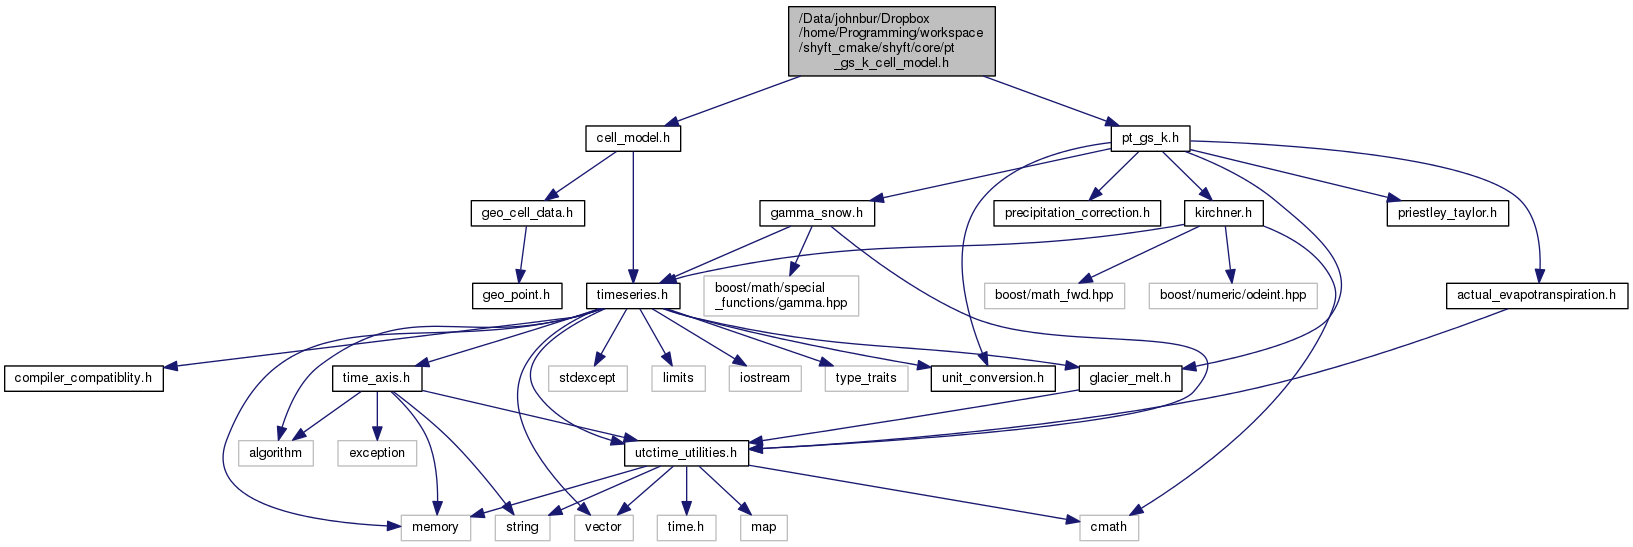 /Data/johnbur/Dropbox
/home/Programming/workspace
/shyft_cmake/shyft/core/pt
_gs_k_cell_model.h
cell_model.h
pt_gs_k.h
geo_cell_data.h
gamma_snow.h
precipitation_correction.h
kirchner.h
priestley_taylor.h
geo_point.h
timeseries.h
boost/math/special
_functions/gamma.hpp
boost/math_fwd.hpp
boost/numeric/odeint.hpp
actual_evapotranspiration.h
compiler_compatiblity.h
time_axis.h
stdexcept
limits
iostream
type_traits
unit_conversion.h
glacier_melt.h
algorithm
exception
utctime_utilities.h
memory
string
vector
time.h
map
cmath